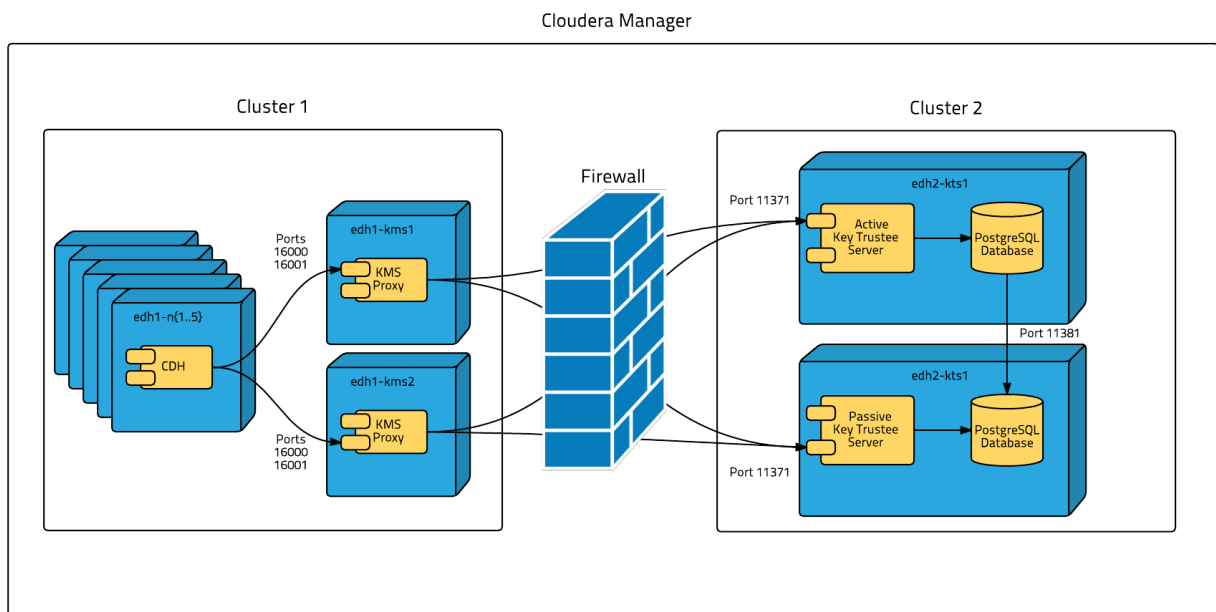 Cloudera Manager
Cluster 1
edh1-n{1..5}
CDH
Ports
16000
16001
Ports
16000
16001
edh1-kms1
KMS
Proxy
edh1-kms2
KMS
Proxy
Firewall
Cluster 2
Port 11371
edh2-kts1
Active
Key Trustee
Server
PostgreSQL
Database
Port 11381
edh2-kts1
Passive
Key Trustee
Server
PostgreSQL
Database
Port 11371